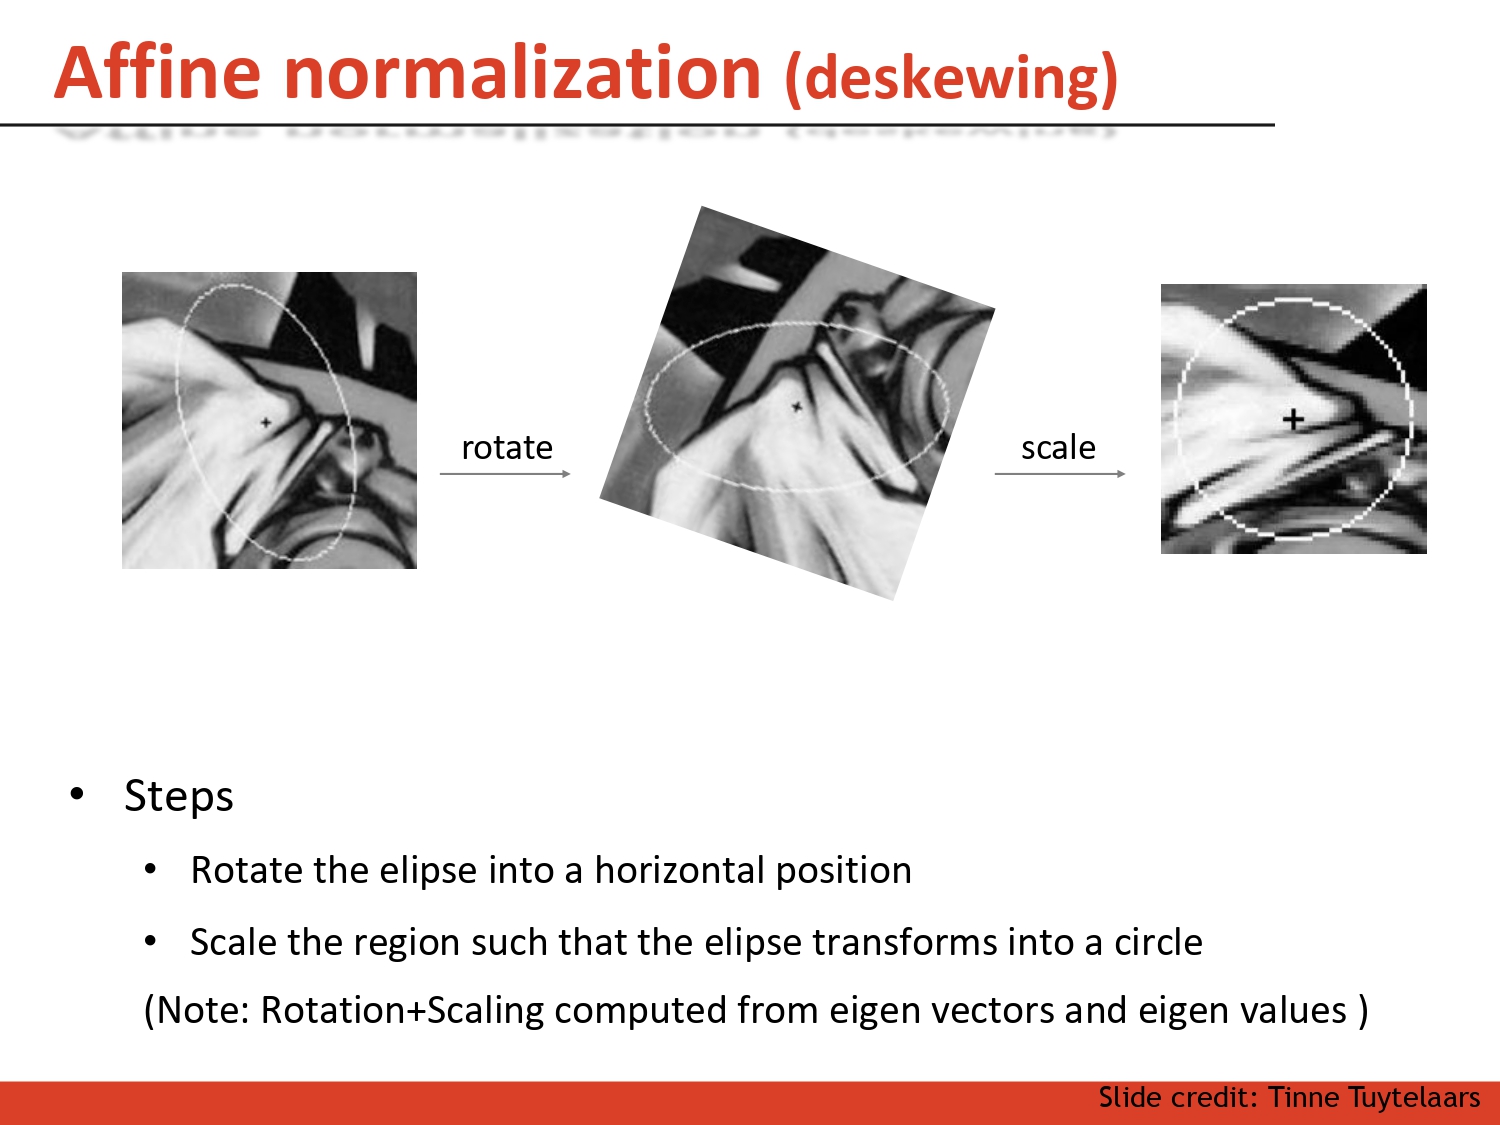 Affine normalization (deskewing)
rotate
scale
• Steps
• Rotate the elipse into a horizontal position
• Scale the region such that the elipse transforms into a circle
(Note: Rotation+Scaling computed from eigen vectors and eigen values )
Slide credit: Tinne Tuytelaars